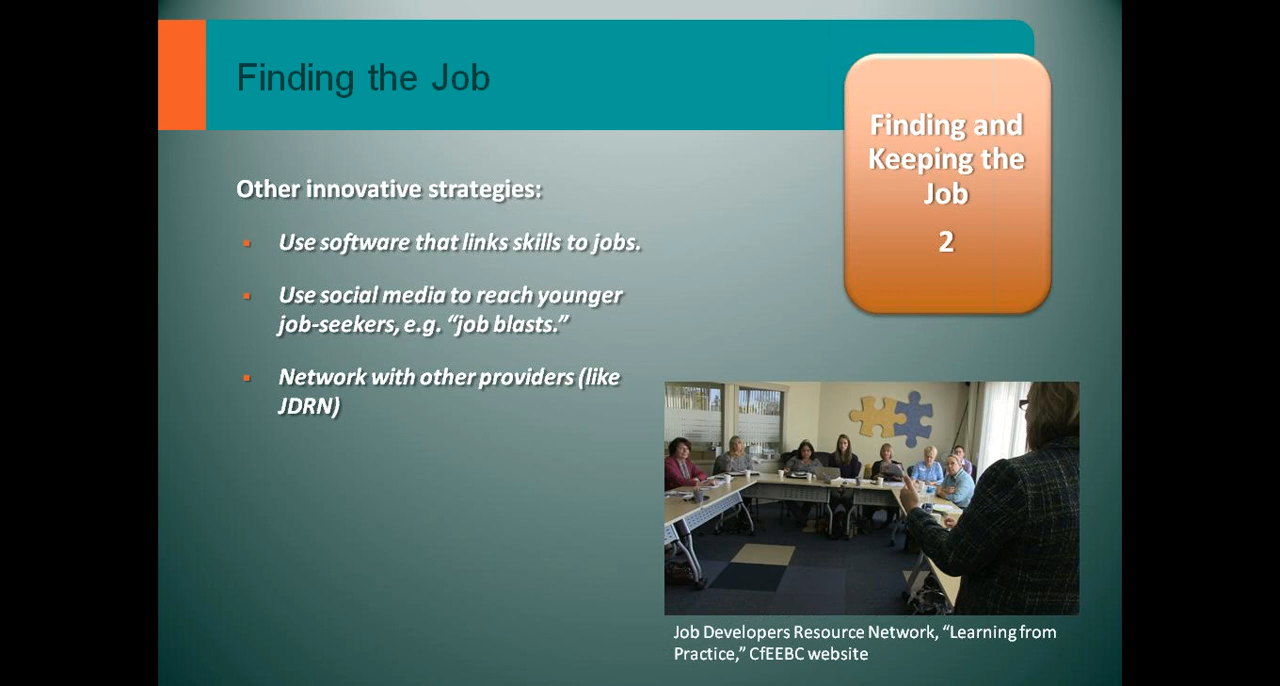 Finding the Job
Finding and
Keeping the
Job
2
Other innovative strategies:
▪ Use software that links skills to jobs.
▪ Use social media to reach younger
job-seekers, e.g. “job blasts.”
▪ Network with other providers (like
JDRN)
Job Developers Resource Network, “Learning from
Practice,” CfEEBC website